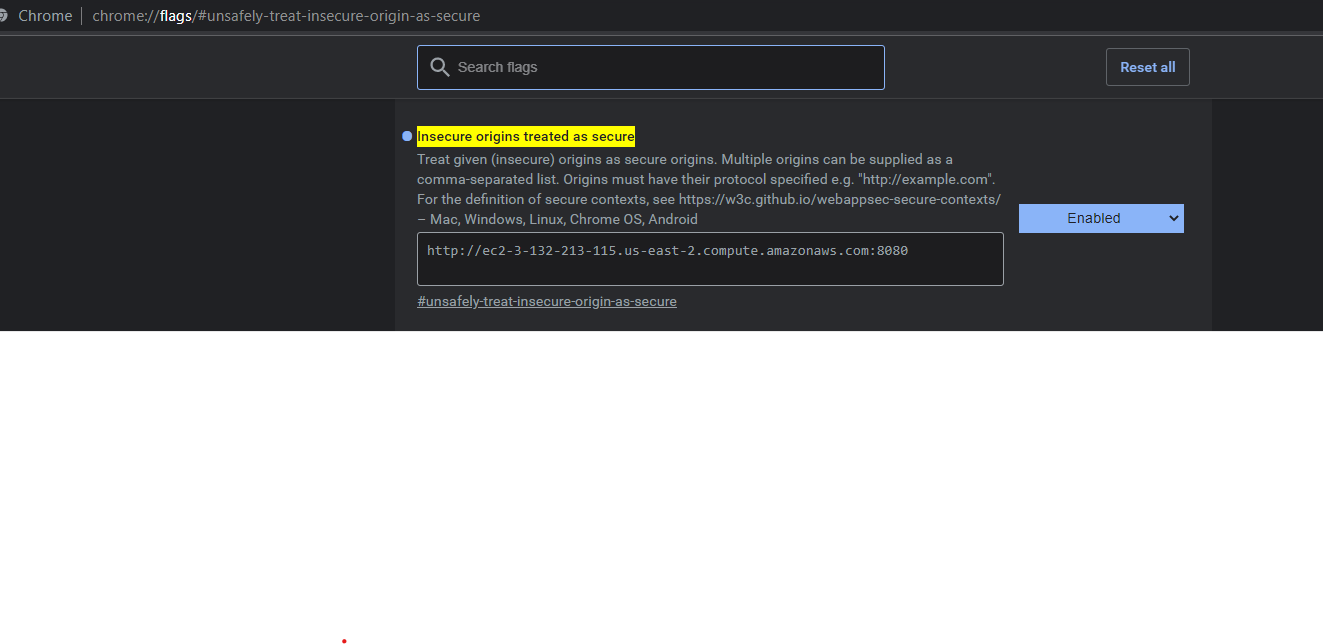 Chrome chrome://flags/#unsafely-treat-insecure-origin-as-secure
Search flags
Reset all
Insecure origins treated as secure
Treat given (insecure) origins as secure origins. Multiple origins can be supplied as a
comma-separated list. Origins must have their protocol specified e.g. "http://example.com".
For the definition of secure contexts, see https://w3c.github.io/webappsec-secure-contexts/
– Mac, Windows, Linux, Chrome OS, Android
Enabled
http://ec2-3-132-213-115.us-east-2.compute.amazonaws.com:8080
#unsafely-treat-insecure-origin-as-secure